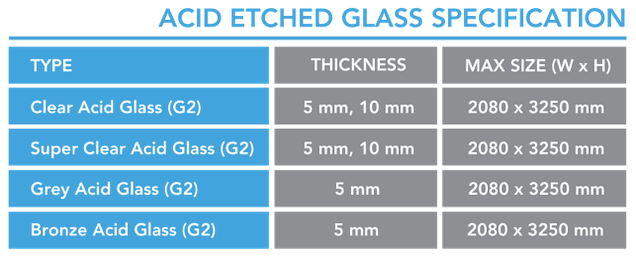 ACID ETCHED GLASS SPECIFICATION
TYPE THICKNESS MAX SIZE (W x H)
Clear Acid Glass (G2) 5 mm, 10 mm 2080 x 3250 mm
Super Clear Acid Glass (G2) 5 mm, 10 mm 2080 x 3250 mm
Grey Acid Glass (G2) 5 mm 2080 x 3250 mm
Bronze Acid Glass (G2) 5 mm 2080 x 3250 mm